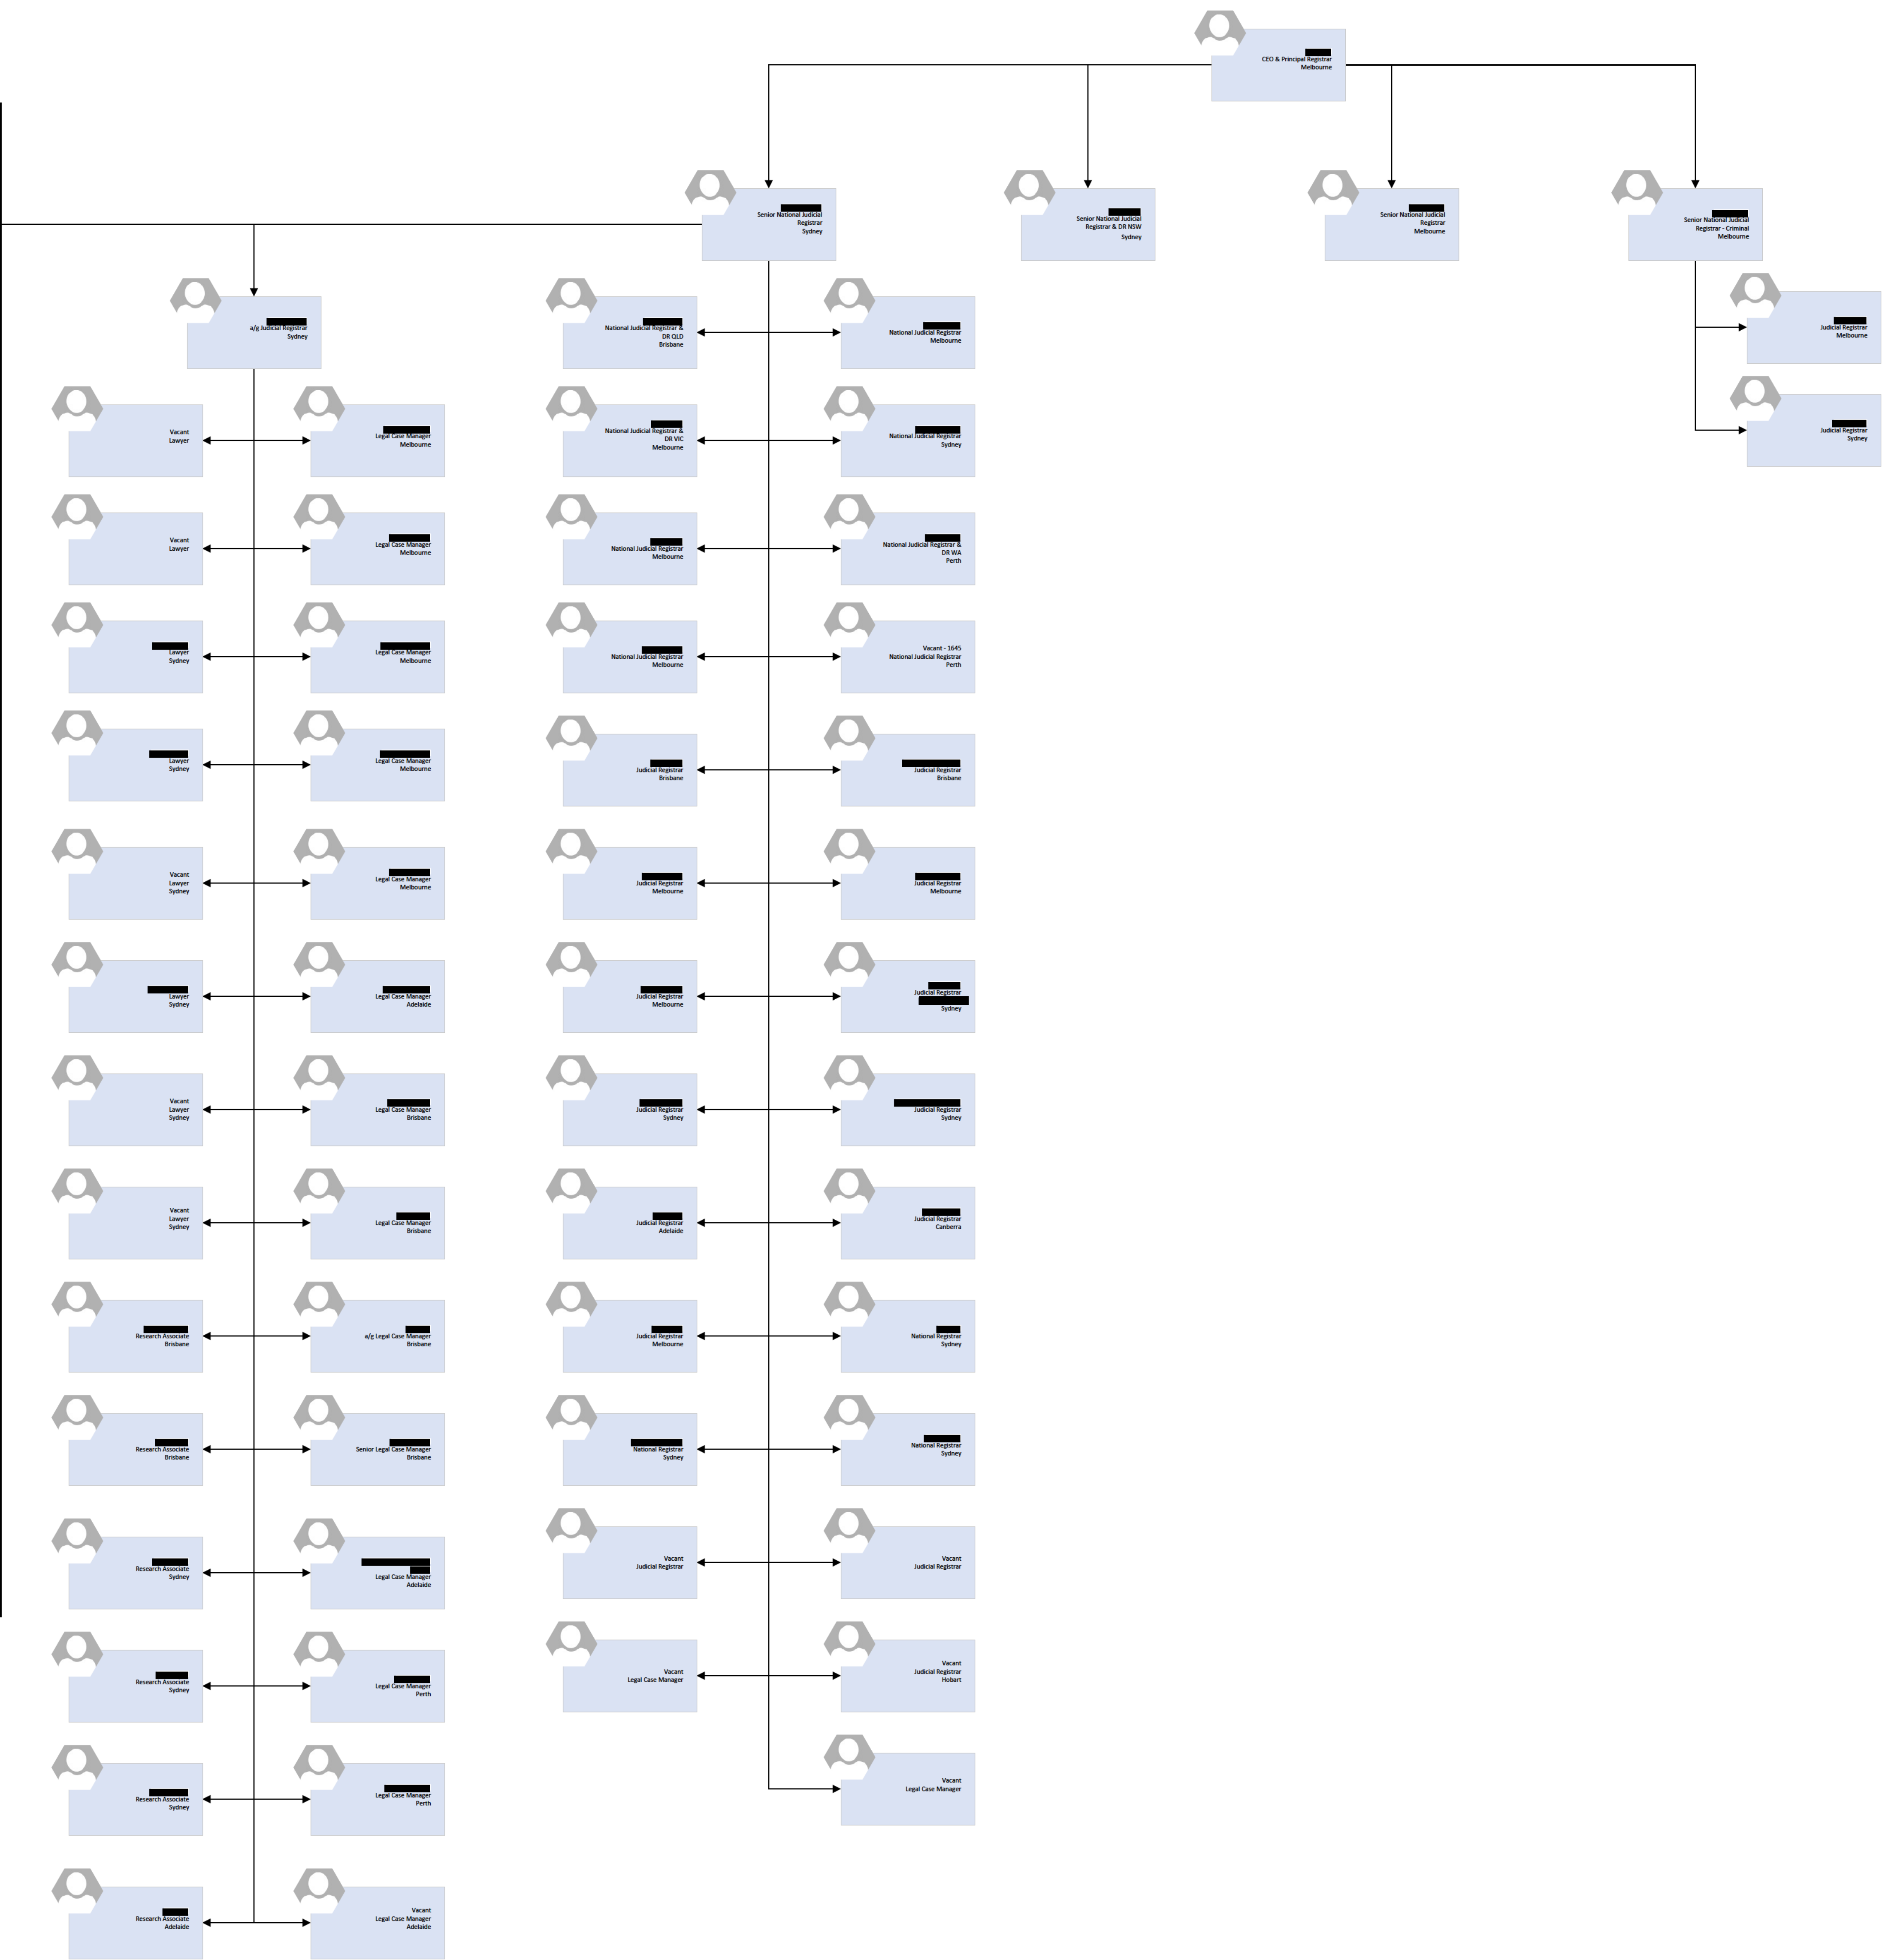 CEO & Principal Registrar
Melbourne
Senior National Judicial
Registrar
Sydney
Senior National Judicial
Registrar & DR NSW
Sydney
Senior National Judicial
Registrar
Melbourne
Senior National Judicial
Registrar - Criminal
Melbourne
Judicial Registrar
Melbourne
Judicial Registrar
Sydney
a/g Judicial Registrar
Sydney
Vacant
Lawyer
Legal Case Manager
Melbourne
Vacant
Lawyer
Legal Case Manager
Melbourne
Lawyer
Sydney
Legal Case Manager
Melbourne
Lawyer
Sydney
Legal Case Manager
Melbourne
Vacant
Lawyer
Sydney
Legal Case Manager
Melbourne
Lawyer
Sydney
Legal Case Manager
Adelaide
Vacant
Lawyer
Sydney
Legal Case Manager
Brisbane
Vacant
Lawyer
Sydney
Legal Case Manager
Brisbane
Research Associate
Brisbane
a/g Legal Case Manager
Brisbane
Research Associate
Brisbane
Senior Legal Case Manager
Brisbane
Research Associate
Sydney
Legal Case Manager
Adelaide
Research Associate
Sydney
Legal Case Manager
Perth
Research Associate
Sydney
Legal Case Manager
Perth
Research Associate
Adelaide
Vacant
Legal Case Manager
Adelaide
National Judicial Registrar &
DR QLD
Brisbane
National Judicial Registrar
Melbourne
National Judicial Registrar &
DR VIC
Melbourne
National Judicial Registrar
Sydney
National Judicial Registrar
Melbourne
National Judicial Registrar &
DR WA
Perth
National Judicial Registrar
Melbourne
Vacant - 1645
National Judicial Registrar
Perth
Judicial Registrar
Brisbane
Judicial Registrar
Brisbane
Judicial Registrar
Melbourne
Judicial Registrar
Melbourne
Judicial Registrar
Melbourne
Judicial Registrar
Sydney
Judicial Registrar
Sydney
Judicial Registrar
Sydney
Judicial Registrar
Adelaide
Judicial Registrar
Canberra
Judicial Registrar
Melbourne
National Registrar
Sydney
National Registrar
Sydney
National Registrar
Sydney
Vacant
Judicial Registrar
Vacant
Judicial Registrar
Vacant
Legal Case Manager
Vacant
Judicial Registrar
Hobart
Vacant
Legal Case Manager